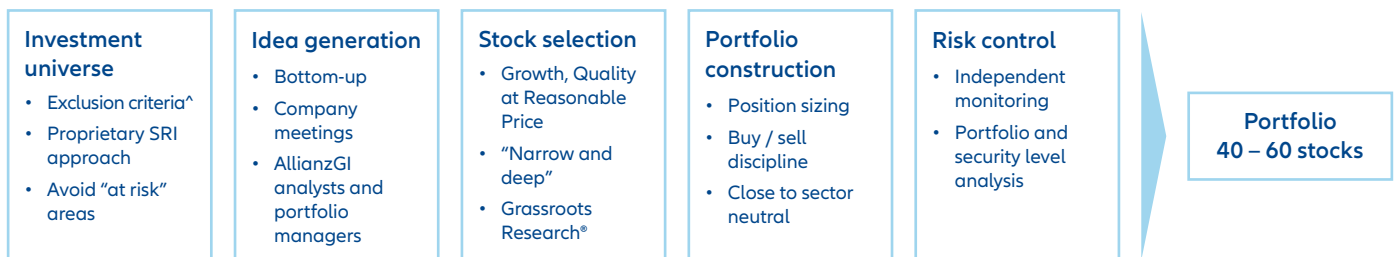 Investment
universe
• Exclusion criteria^
• Proprietary SRI
approach
• Avoid “at risk”
areas
Idea generation
• Bottom-up
• Company
meetings
• AllianzGI
analysts and
portfolio
managers
Stock selection
• Growth, Quality
at Reasonable
Price
• “Narrow and
deep”
• Grassroots
Research®
Portfolio
construction
• Position sizing
• Buy / sell
discipline
• Close to sector
neutral
Risk control
• Independent
monitoring
• Portfolio and
security level
analysis
Portfolio
40 – 60 stocks